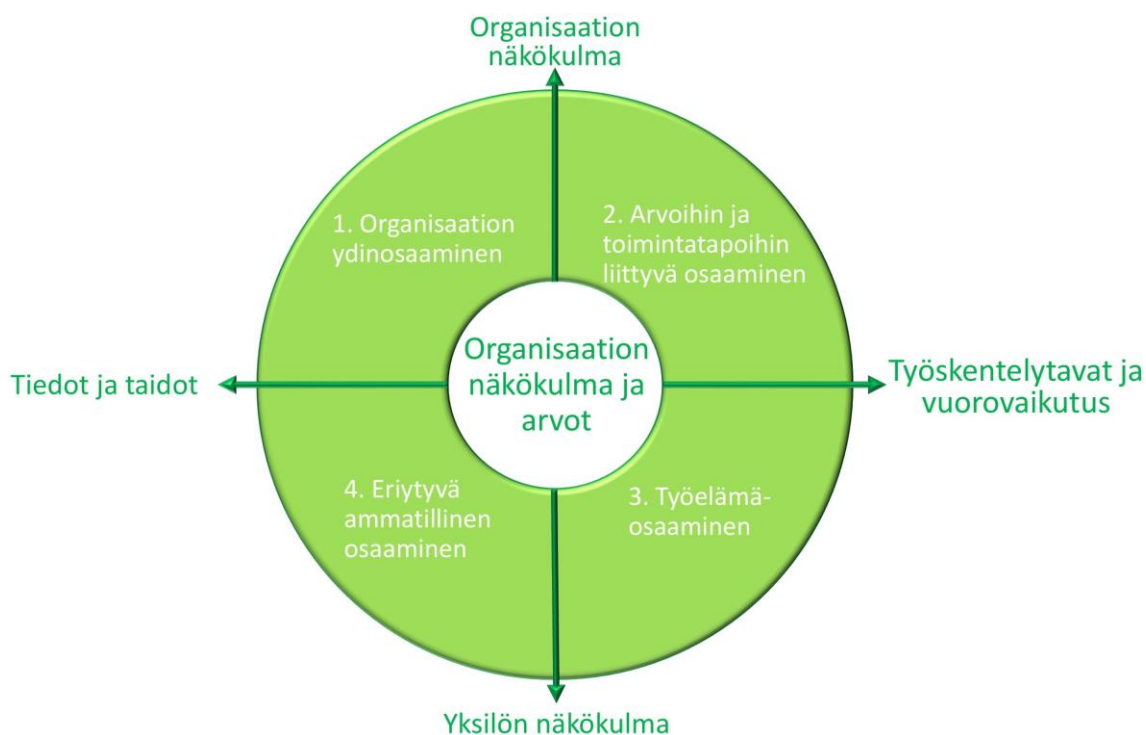 Organisaation
näkökulma
1. Organisaation
ydinosaaminen
2. Arvoihin ja
toimintatapoihin
liittyvä osaaminen
Tiedot ja taidot
Organisaation
näkökulma ja
arvot
Työskentelytavat ja
vuorovaikutus
4. Eriytyvä
ammatillinen
osaaminen
3. Työelämä-
osaaminen
Yksilön näkökulma